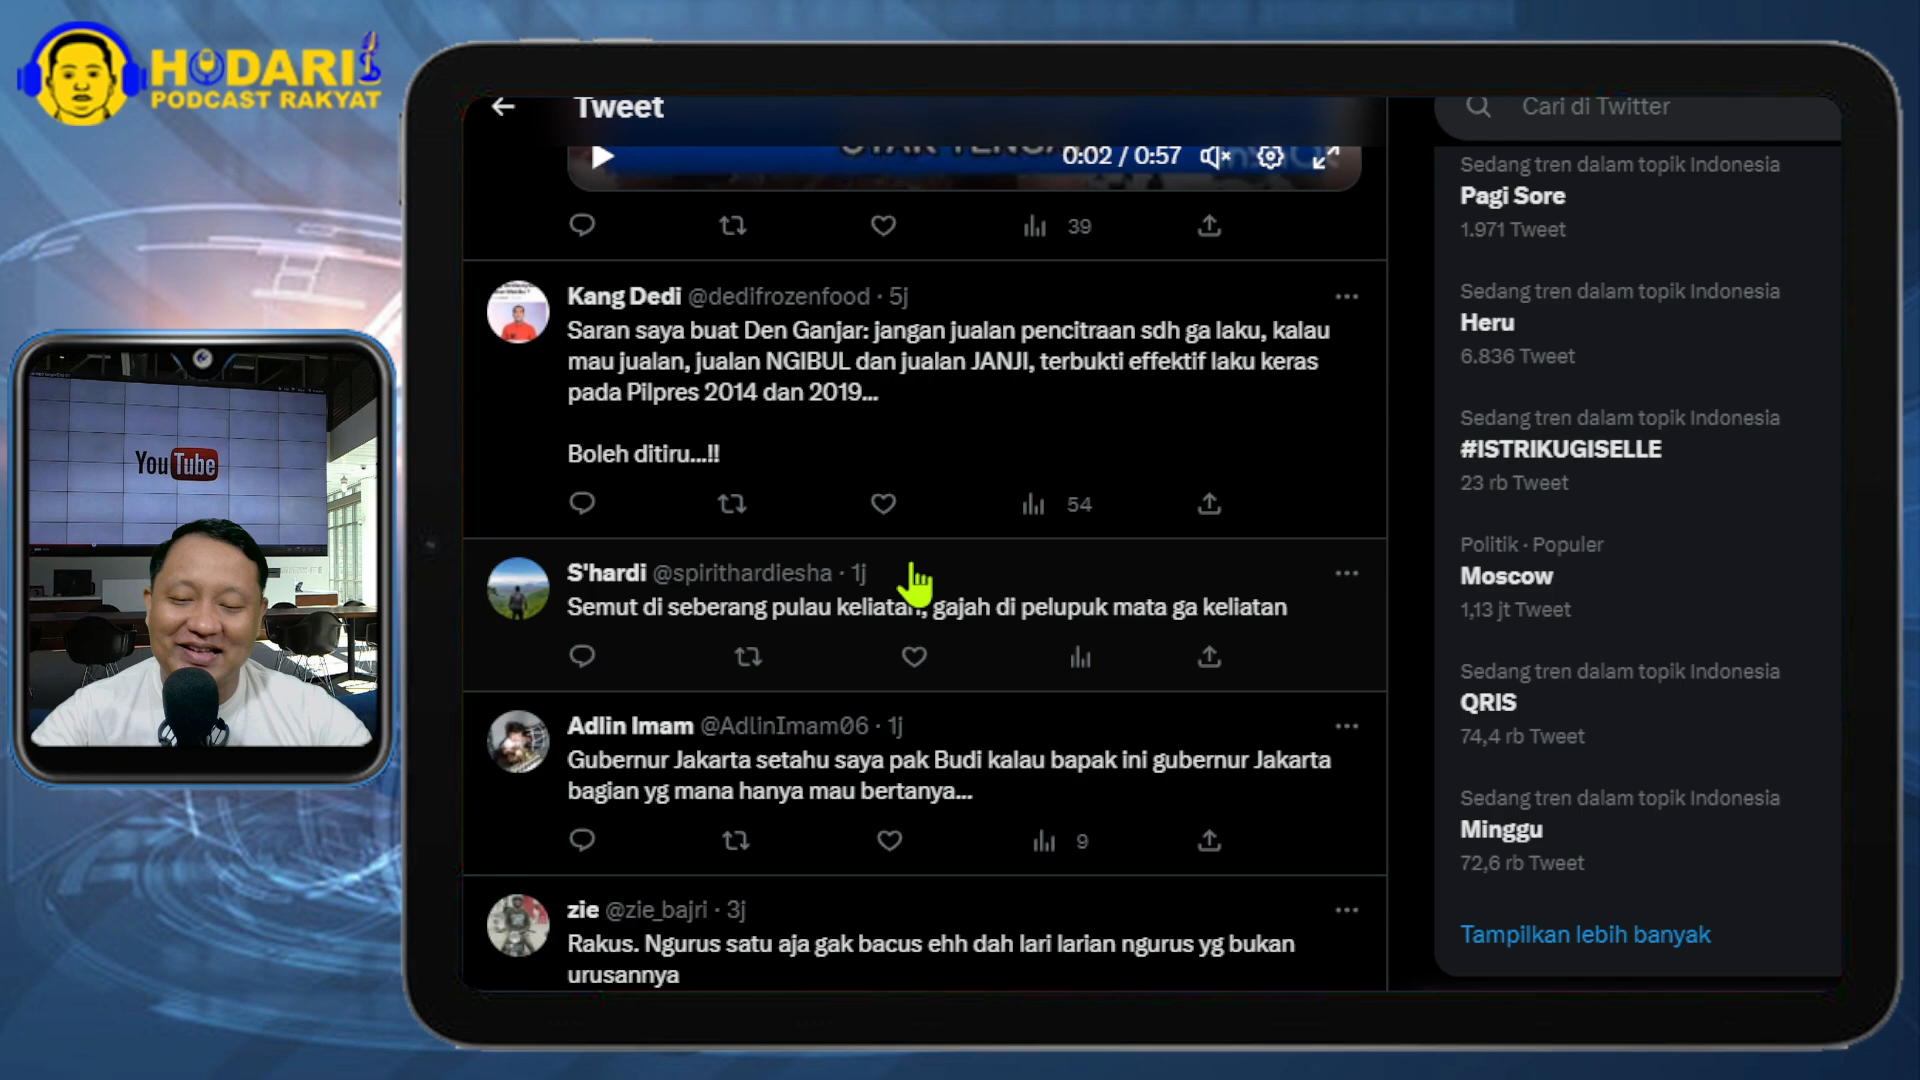 HODARI
PODCAST RAKYAT
YouTube
Tweet
0:02 / 0:57
39
Kang Dedi @dedifrozenfood · 5j
Saran saya buat Den Ganjar: jangan jualan pencitraan sdh ga laku, kalau
mau jualan, jualan NGIBUL dan jualan JANJI, terbukti effektif laku keras
pada Pilpres 2014 dan 2019...
Boleh ditiru...!!
54
S'hardi @spirithardiesha · 1j
Semut di seberang pulau keliatan, gajah di pelupuk mata ga keliatan
Adlin Imam @AdlinImam06 · 1j
Gubernur Jakarta setahu saya pak Budi kalau bapak ini gubernur Jakarta
bagian yg mana hanya mau bertanya...
9
zie @zie_bajri · 3j
Rakus. Ngurus satu aja gak bacus ehh dah lari larian ngurus yg bukan
urusannya
Cari di Twitter
Sedang tren dalam topik Indonesia
Pagi Sore
1.971 Tweet
Sedang tren dalam topik Indonesia
Heru
6.836 Tweet
Sedang tren dalam topik Indonesia
#ISTRIKUGISELLE
23 rb Tweet
Politik · Populer
Moscow
1,13 jt Tweet
Sedang tren dalam topik Indonesia
QRIS
74,4 rb Tweet
Sedang tren dalam topik Indonesia
Minggu
72,6 rb Tweet
Tampilkan lebih banyak